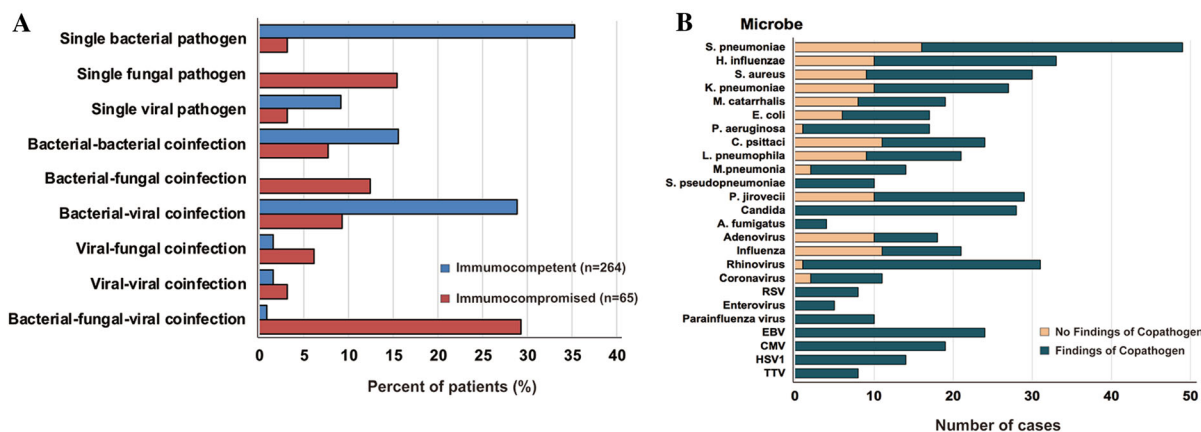 A
Single bacterial pathogen
Single fungal pathogen
Single viral pathogen
Bacterial-bacterial coinfection
Bacterial-fungal coinfection
Bacterial-viral coinfection
Viral-fungal coinfection
Viral-viral coinfection
Bacterial-fungal-viral coinfection
Immumocompetent (n=264)
Immumocompromised (n=65)
0 5 10 15 20 25 30 35 40
Percent of patients (%)
B
Microbe
S. pneumoniae
H. influenzae
S. aureus
K. pneumoniae
M. catarrhalis
E. coli
P. aeruginosa
C. psittaci
L. pneumophila
M.pneumonia
S. pseudopneumoniae
P. jirovecii
Candida
A. fumigatus
Adenovirus
Influenza
Rhinovirus
Coronavirus
RSV
Enterovirus
Parainfluenza virus
EBV
CMV
HSV1
TTV
No Findings of Copathogen
Findings of Copathogen
0 10 20 30 40 50
Number of cases